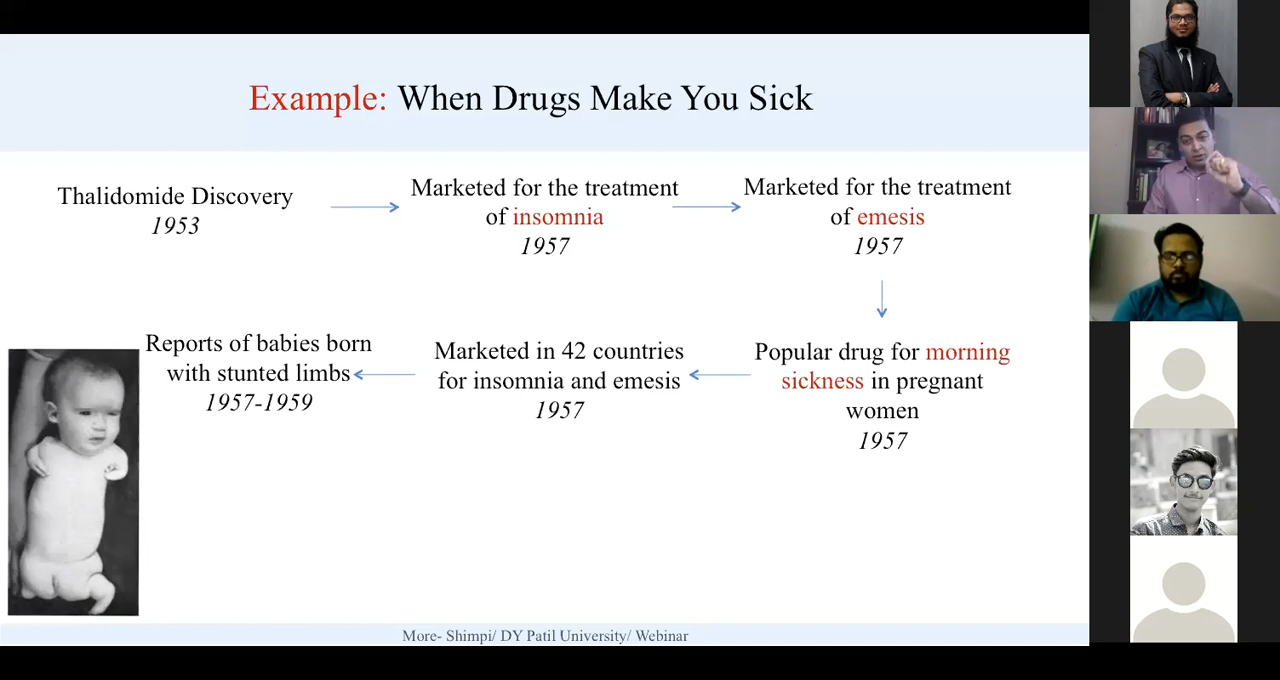 Example: When Drugs Make You Sick
Thalidomide Discovery
1953
Marketed for the treatment
of insomnia
1957
Marketed for the treatment
of emesis
1957
Popular drug for morning
sickness in pregnant
women
1957
Marketed in 42 countries
for insomnia and emesis
1957
Reports of babies born
with stunted limbs
1957-1959
More- Shimpi/ DY Patil University/ Webinar